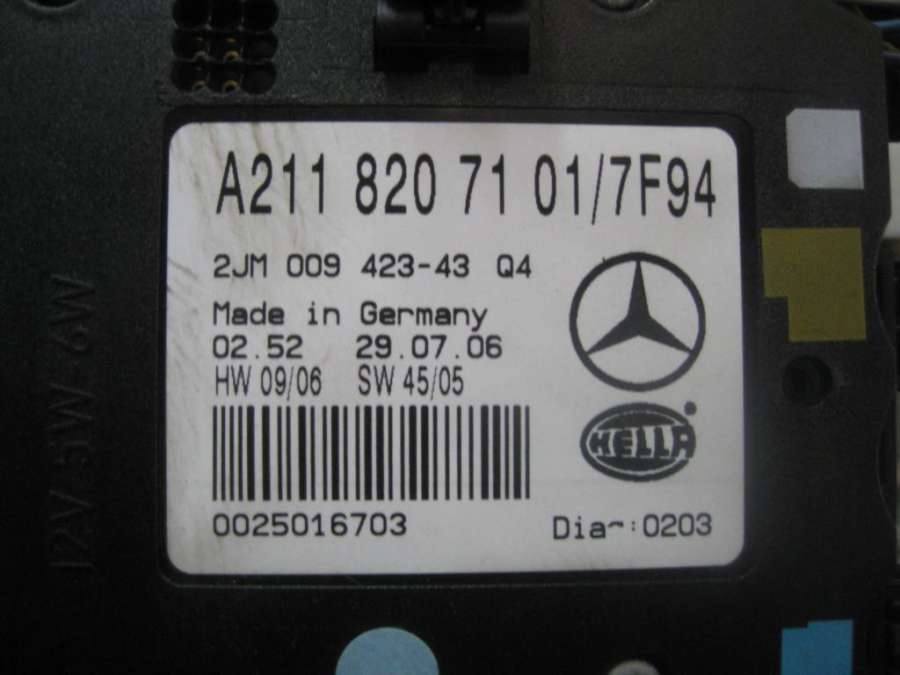 A211 820 71 01/7F94
2JM 009 423-43 Q4
Made in Germany
02.52 29.07.06
HW 09/06 SW 45/05
HELLA®
0025016703 Dia~:0203
12V 5W-6W